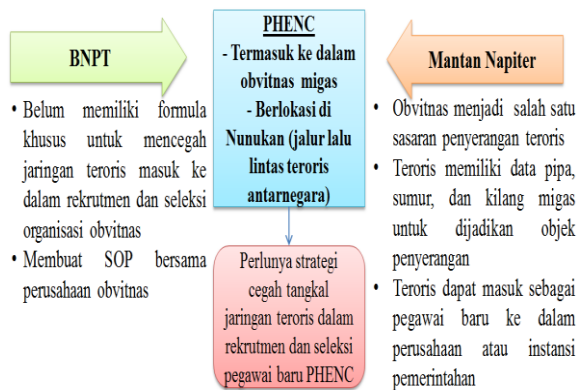 BNPT
• Belum memiliki formula
khusus untuk mencegah
jaringan teroris masuk ke
dalam rekrutmen dan seleksi
organisasi obvitnas
• Membuat SOP bersama
perusahaan obvitnas
PHENC
- Termasuk ke dalam
obvitnas migas
- Berlokasi di
Nunukan (jalur lalu
lintas teroris
antarnegara)
Perlunya strategi
cegah tangkal
jaringan teroris dalam
rekrutmen dan seleksi
pegawai baru PHENC
Mantan Napiter
• Obvitnas menjadi salah satu
sasaran penyerangan teroris
• Teroris memiliki data pipa,
sumur, dan kilang migas
untuk dijadikan objek
penyerangan
• Teroris dapat masuk sebagai
pegawai baru ke dalam
perusahaan atau instansi
pemerintahan